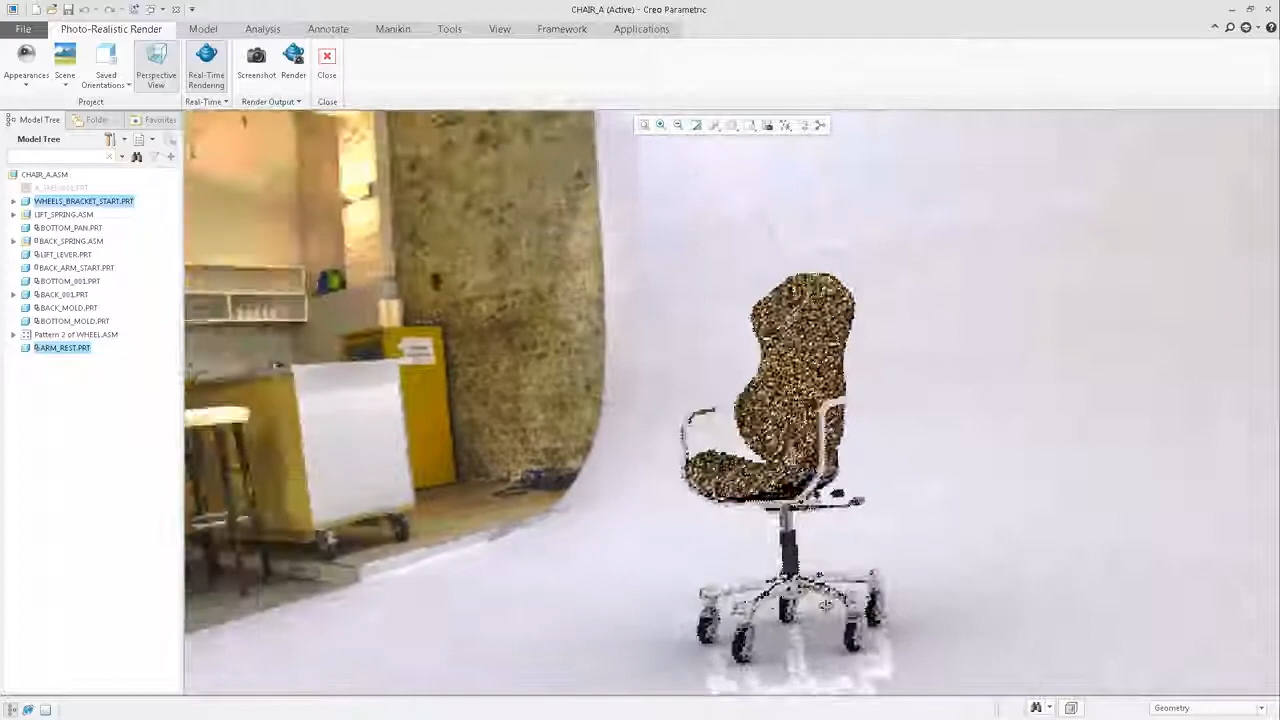 CHAIR_A (Active) - Creo Parametric
File Photo-Realistic Render Model Analysis Annotate Manikin Tools View Framework Applications
Appearances Scene Saved Orientations Perspective View Real-Time Rendering Screenshot Render Close
Project Real-Time Render Output Close
Model Tree Folder Favorites
Model Tree
CHAIR_A.ASM
WHEELS_BRACKET_START.PRT
LIFT_SPRING.ASM
BOTTOM_PAN.PRT
BACK_SPRING.ASM
LIFT_LEVER.PRT
BACK_ARM_START.PRT
BOTTOM_001.PRT
BACK_001.PRT
BACK_MOLD.PRT
BOTTOM_MOLD.PRT
Pattern 2 of WHEEL.ASM
ARM_REST.PRT
Geometry